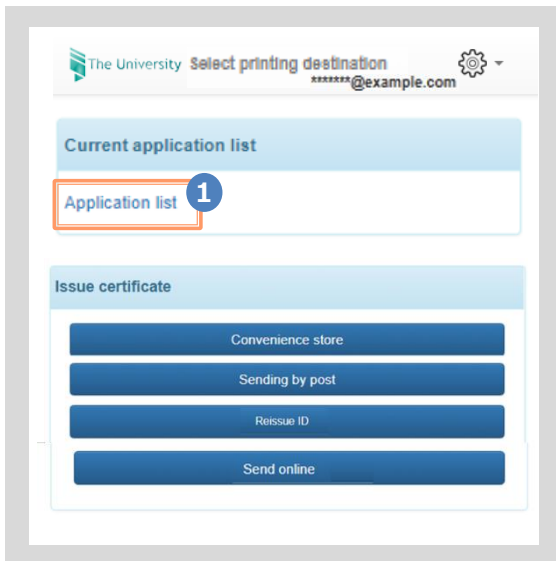 The University Select printing destination
*******@example.com
Current application list
Application list 1
Issue certificate
Convenience store
Sending by post
Reissue ID
Send online